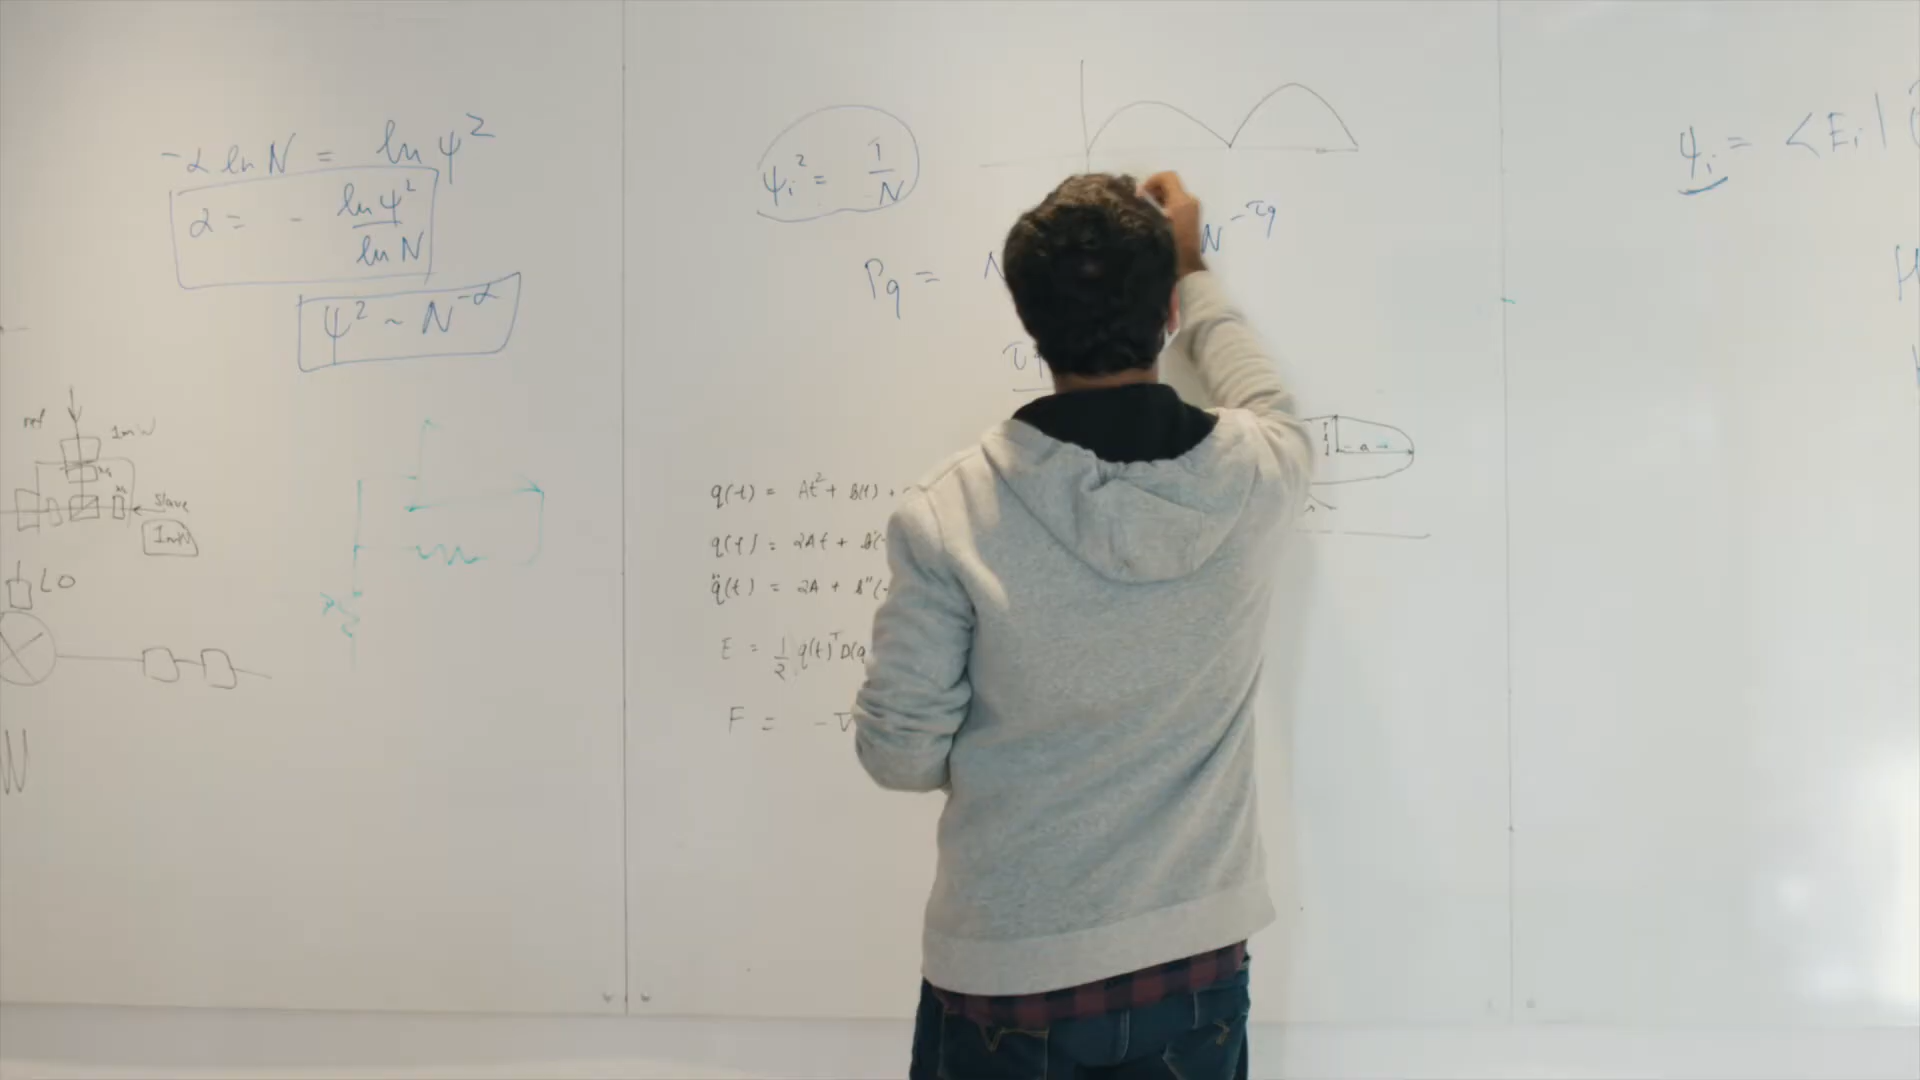 -α ln N = ln ψ²
α = - ln ψ² / ln N
ψ² ~ N^-α
ref
1mW
slave
1mW
LO
ψi² = 1/N
Pq =
N^-τq
τq
q(t) = At² + B(t) +
q(t) = 2At +
q̈(t) = 2A + B''(
E = 1/2 q(t)^T D(q
F = -
a
ψi = <Ei|
H